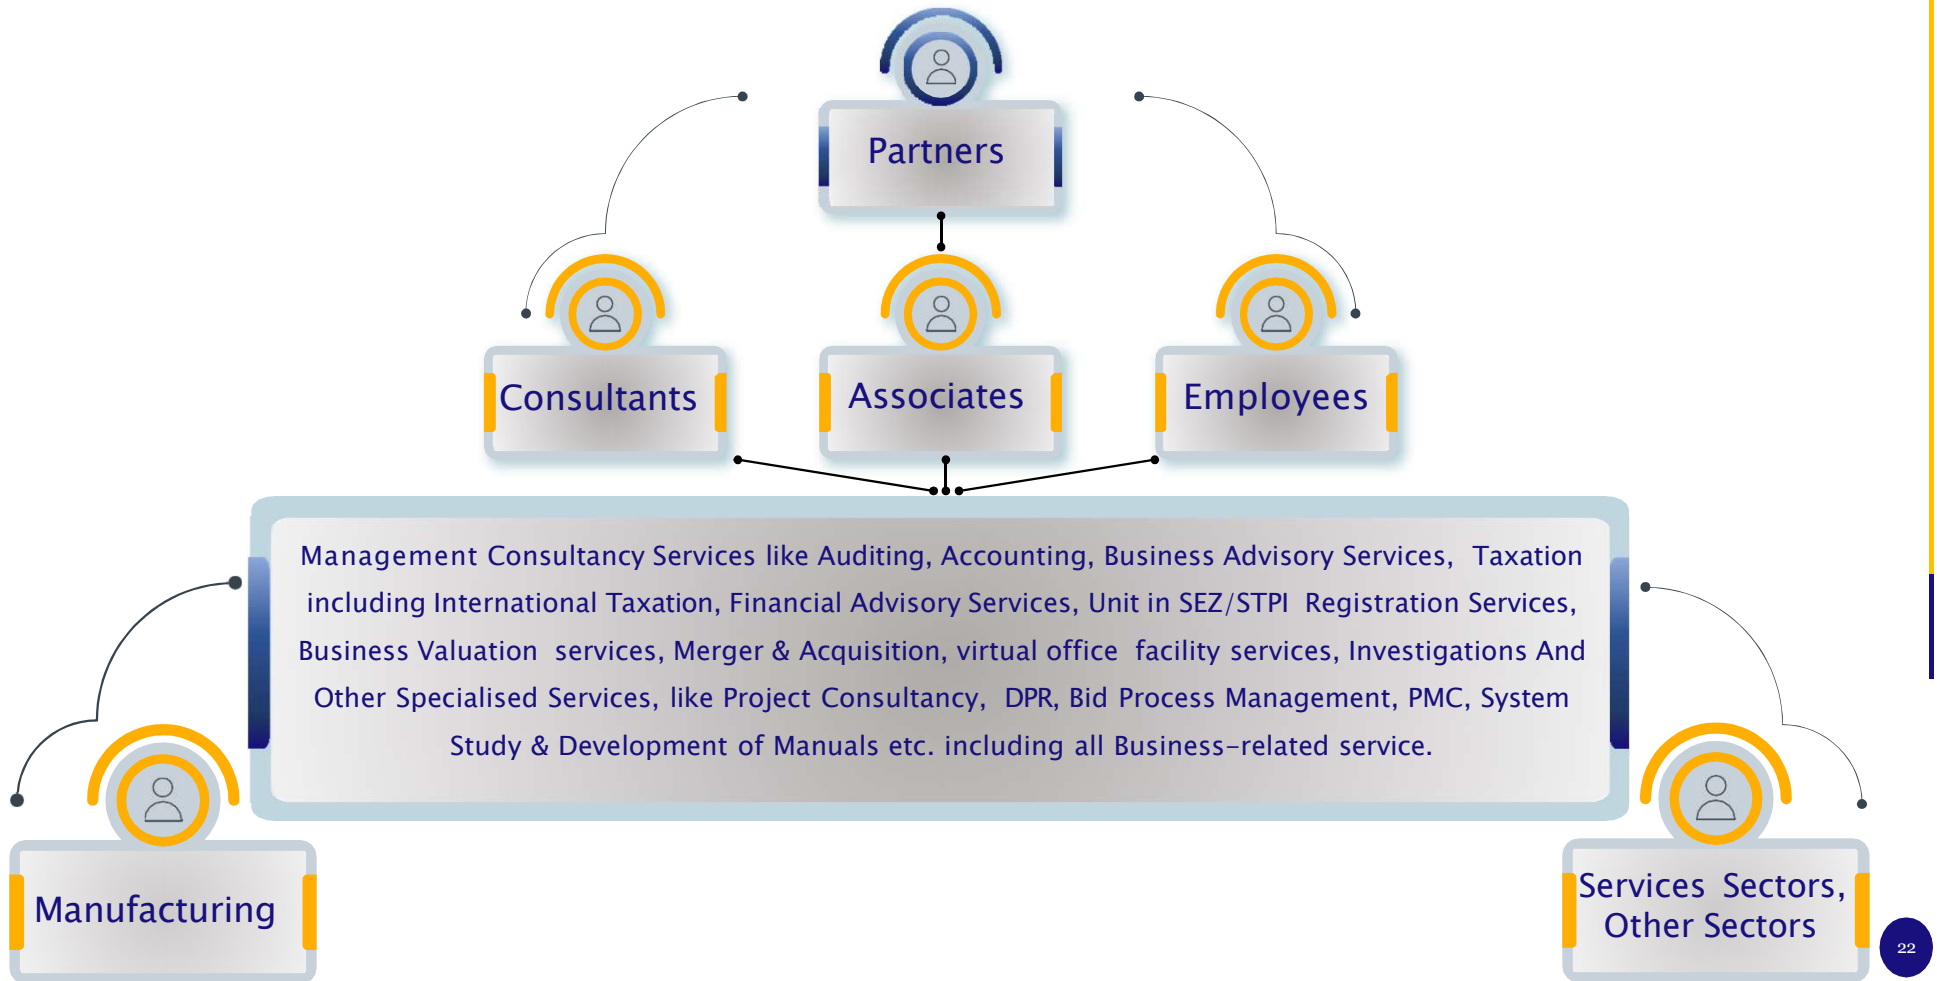 Partners
Consultants
Associates
Employees
Management Consultancy Services like Auditing, Accounting, Business Advisory Services, Taxation
including International Taxation, Financial Advisory Services, Unit in SEZ/STPI Registration Services,
Business Valuation services, Merger & Acquisition, virtual office facility services, Investigations And
Other Specialised Services, like Project Consultancy, DPR, Bid Process Management, PMC, System
Study & Development of Manuals etc. including all Business-related service.
Manufacturing
Services Sectors,
Other Sectors
22